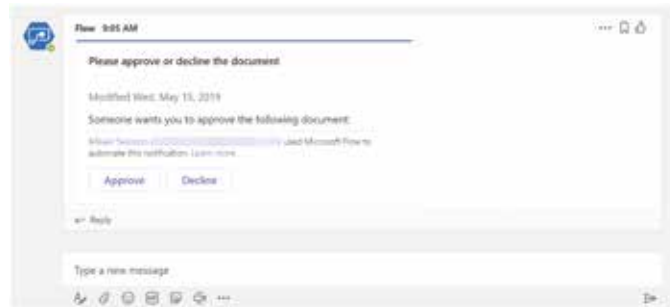 Flow 9:05 AM
Please approve or decline the document
Modified Wed, May 15, 2019
Someone wants you to approve the following document:
used Microsoft Flow to
automate this notification. Learn more
Approve Decline
Reply
Type a new message